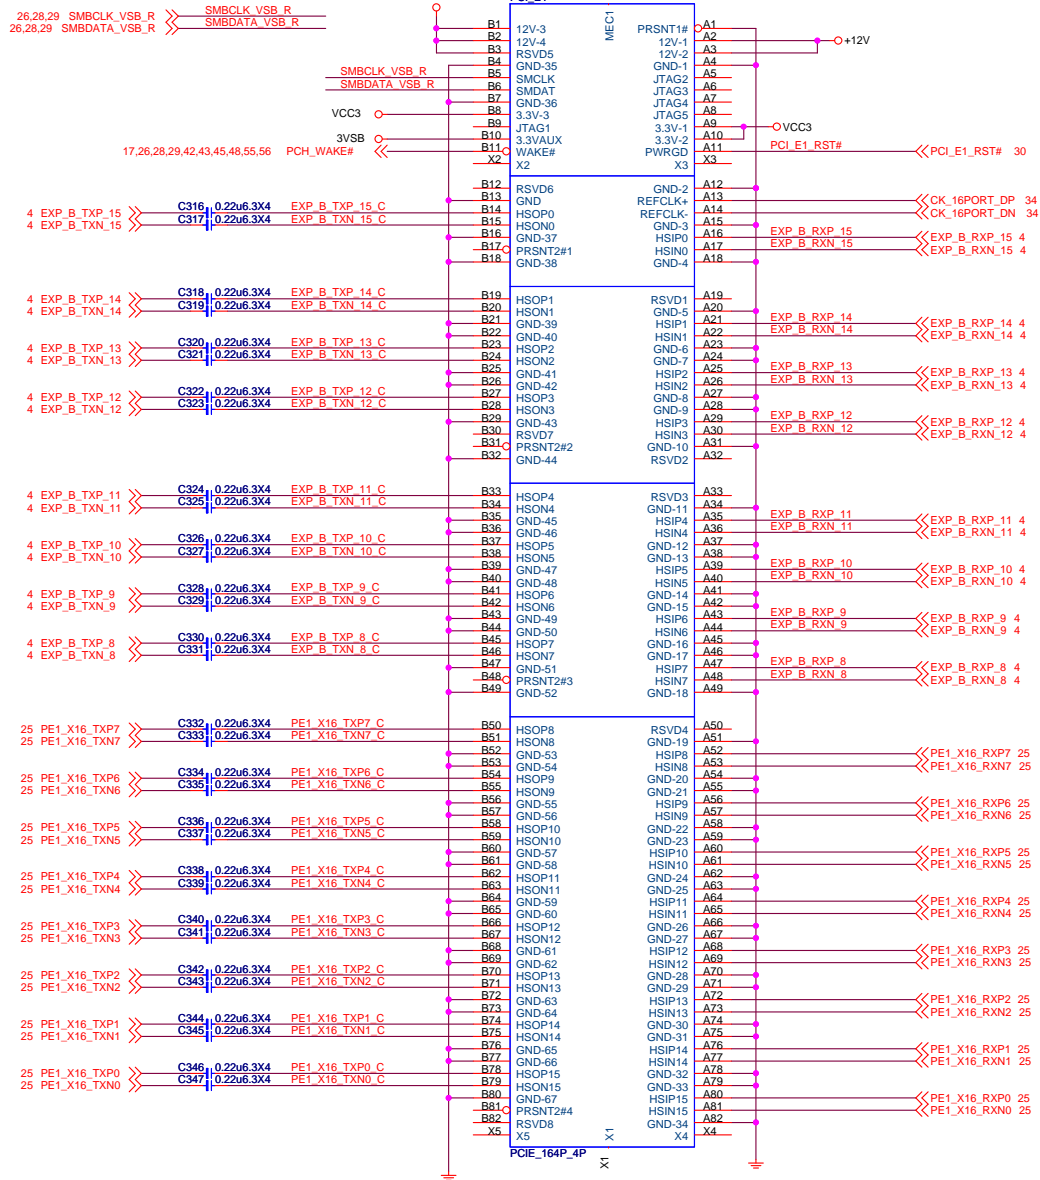 26,28,29 SMBCLK_VSB_R SMBCLK_VSB_R
26,28,29 SMBDATA_VSB_R SMBDATA_VSB_R
MEC1
B1 12V-3 PRSNT1# A1
B2 12V-4 12V-1 A2 +12V
B3 RSVD5 12V-2 A3
B4 GND-35 GND-1 A4
SMBCLK_VSB_R B5 SMCLK JTAG2 A5
SMBDATA_VSB_R B6 SMDAT JTAG3 A6
B7 GND-36 JTAG4 A7
VCC3 B8 3.3V-3 JTAG5 A8
B9 JTAG1 3.3V-1 A9 VCC3
3VSB B10 3.3VAUX 3.3V-2 A10
17,26,28,29,42,43,45,48,55,56 PCH_WAKE# B11 WAKE# PWRGD A11 PCI_E1_RST# PCI_E1_RST# 30
X2 X2 X3 X3
B12 RSVD6 GND-2 A12
B13 GND REFCLK+ A13 CK_16PORT_DP 34
4 EXP_B_TXP_15 C316 0.22u6.3X4 EXP_B_TXP_15_C B14 HSOP0 REFCLK- A14 CK_16PORT_DN 34
4 EXP_B_TXN_15 C317 0.22u6.3X4 EXP_B_TXN_15_C B15 HSON0 GND-3 A15
B16 GND-37 HSIP0 A16 EXP_B_RXP_15 EXP_B_RXP_15 4
B17 PRSNT2#1 HSIN0 A17 EXP_B_RXN_15 EXP_B_RXN_15 4
B18 GND-38 GND-4 A18
4 EXP_B_TXP_14 C318 0.22u6.3X4 EXP_B_TXP_14_C B19 HSOP1 RSVD1 A19
4 EXP_B_TXN_14 C319 0.22u6.3X4 EXP_B_TXN_14_C B20 HSON1 GND-5 A20
B21 GND-39 HSIP1 A21 EXP_B_RXP_14 EXP_B_RXP_14 4
B22 GND-40 HSIN1 A22 EXP_B_RXN_14 EXP_B_RXN_14 4
4 EXP_B_TXP_13 C320 0.22u6.3X4 EXP_B_TXP_13_C B23 HSOP2 GND-6 A23
4 EXP_B_TXN_13 C321 0.22u6.3X4 EXP_B_TXN_13_C B24 HSON2 GND-7 A24
B25 GND-41 HSIP2 A25 EXP_B_RXP_13 EXP_B_RXP_13 4
B26 GND-42 HSIN2 A26 EXP_B_RXN_13 EXP_B_RXN_13 4
4 EXP_B_TXP_12 C322 0.22u6.3X4 EXP_B_TXP_12_C B27 HSOP3 GND-8 A27
4 EXP_B_TXN_12 C323 0.22u6.3X4 EXP_B_TXN_12_C B28 HSON3 GND-9 A28
B29 GND-43 HSIP3 A29 EXP_B_RXP_12 EXP_B_RXP_12 4
B30 RSVD7 HSIN3 A30 EXP_B_RXN_12 EXP_B_RXN_12 4
B31 PRSNT2#2 GND-10 A31
B32 GND-44 RSVD2 A32
4 EXP_B_TXP_11 C324 0.22u6.3X4 EXP_B_TXP_11_C B33 HSOP4 RSVD3 A33
4 EXP_B_TXN_11 C325 0.22u6.3X4 EXP_B_TXN_11_C B34 HSON4 GND-11 A34
B35 GND-45 HSIP4 A35 EXP_B_RXP_11 EXP_B_RXP_11 4
B36 GND-46 HSIN4 A36 EXP_B_RXN_11 EXP_B_RXN_11 4
4 EXP_B_TXP_10 C326 0.22u6.3X4 EXP_B_TXP_10_C B37 HSOP5 GND-12 A37
4 EXP_B_TXN_10 C327 0.22u6.3X4 EXP_B_TXN_10_C B38 HSON5 GND-13 A38
B39 GND-47 HSIP5 A39 EXP_B_RXP_10 EXP_B_RXP_10 4
B40 GND-48 HSIN5 A40 EXP_B_RXN_10 EXP_B_RXN_10 4
4 EXP_B_TXP_9 C328 0.22u6.3X4 EXP_B_TXP_9_C B41 HSOP6 GND-14 A41
4 EXP_B_TXN_9 C329 0.22u6.3X4 EXP_B_TXN_9_C B42 HSON6 GND-15 A42
B43 GND-49 HSIP6 A43 EXP_B_RXP_9 EXP_B_RXP_9 4
B44 GND-50 HSIN6 A44 EXP_B_RXN_9 EXP_B_RXN_9 4
4 EXP_B_TXP_8 C330 0.22u6.3X4 EXP_B_TXP_8_C B45 HSOP7 GND-16 A45
4 EXP_B_TXN_8 C331 0.22u6.3X4 EXP_B_TXN_8_C B46 HSON7 GND-17 A46
B47 GND-51 HSIP7 A47 EXP_B_RXP_8 EXP_B_RXP_8 4
B48 PRSNT2#3 HSIN7 A48 EXP_B_RXN_8 EXP_B_RXN_8 4
B49 GND-52 GND-18 A49
25 PE1_X16_TXP7 C332 0.22u6.3X4 PE1_X16_TXP7_C B50 HSOP8 RSVD4 A50
25 PE1_X16_TXN7 C333 0.22u6.3X4 PE1_X16_TXN7_C B51 HSON8 GND-19 A51
B52 GND-53 HSIP8 A52 PE1_X16_RXP7 25
B53 GND-54 HSIN8 A53 PE1_X16_RXN7 25
25 PE1_X16_TXP6 C334 0.22u6.3X4 PE1_X16_TXP6_C B54 HSOP9 GND-20 A54
25 PE1_X16_TXN6 C335 0.22u6.3X4 PE1_X16_TXN6_C B55 HSON9 GND-21 A55
B56 GND-55 HSIP9 A56 PE1_X16_RXP6 25
B57 GND-56 HSIN9 A57 PE1_X16_RXN6 25
25 PE1_X16_TXP5 C336 0.22u6.3X4 PE1_X16_TXP5_C B58 HSOP10 GND-22 A58
25 PE1_X16_TXN5 C337 0.22u6.3X4 PE1_X16_TXN5_C B59 HSON10 GND-23 A59
B60 GND-57 HSIP10 A60 PE1_X16_RXP5 25
B61 GND-58 HSIN10 A61 PE1_X16_RXN5 25
25 PE1_X16_TXP4 C338 0.22u6.3X4 PE1_X16_TXP4_C B62 HSOP11 GND-24 A62
25 PE1_X16_TXN4 C339 0.22u6.3X4 PE1_X16_TXN4_C B63 HSON11 GND-25 A63
B64 GND-59 HSIP11 A64 PE1_X16_RXP4 25
B65 GND-60 HSIN11 A65 PE1_X16_RXN4 25
25 PE1_X16_TXP3 C340 0.22u6.3X4 PE1_X16_TXP3_C B66 HSOP12 GND-26 A66
25 PE1_X16_TXN3 C341 0.22u6.3X4 PE1_X16_TXN3_C B67 HSON12 GND-27 A67
B68 GND-61 HSIP12 A68 PE1_X16_RXP3 25
B69 GND-62 HSIN12 A69 PE1_X16_RXN3 25
25 PE1_X16_TXP2 C342 0.22u6.3X4 PE1_X16_TXP2_C B70 HSOP13 GND-28 A70
25 PE1_X16_TXN2 C343 0.22u6.3X4 PE1_X16_TXN2_C B71 HSON13 GND-29 A71
B72 GND-63 HSIP13 A72 PE1_X16_RXP2 25
B73 GND-64 HSIN13 A73 PE1_X16_RXN2 25
25 PE1_X16_TXP1 C344 0.22u6.3X4 PE1_X16_TXP1_C B74 HSOP14 GND-30 A74
25 PE1_X16_TXN1 C345 0.22u6.3X4 PE1_X16_TXN1_C B75 HSON14 GND-31 A75
B76 GND-65 HSIP14 A76 PE1_X16_RXP1 25
B77 GND-66 HSIN14 A77 PE1_X16_RXN1 25
25 PE1_X16_TXP0 C346 0.22u6.3X4 PE1_X16_TXP0_C B78 HSOP15 GND-32 A78
25 PE1_X16_TXN0 C347 0.22u6.3X4 PE1_X16_TXN0_C B79 HSON15 GND-33 A79
B80 GND-67 HSIP15 A80 PE1_X16_RXP0 25
B81 PRSNT2#4 HSIN15 A81 PE1_X16_RXN0 25
B82 RSVD8 GND-34 A82
X5 X5 X1 X4 X4
PCIE_164P_4P X1